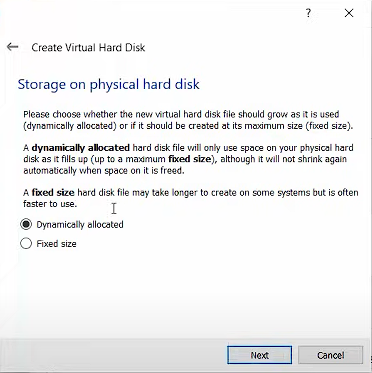 ?
Create Virtual Hard Disk
Storage on physical hard disk
Please choose whether the new virtual hard disk file should grow as it is used
(dynamically allocated) or if it should be created at its maximum size (fixed size).
A dynamically allocated hard disk file will only use space on your physical hard
disk as it fills up (up to a maximum fixed size), although it will not shrink again
automatically when space on it is freed.
A fixed size hard disk file may take longer to create on some systems but is often
faster to use.
Dynamically allocated
Fixed size
Next
Cancel